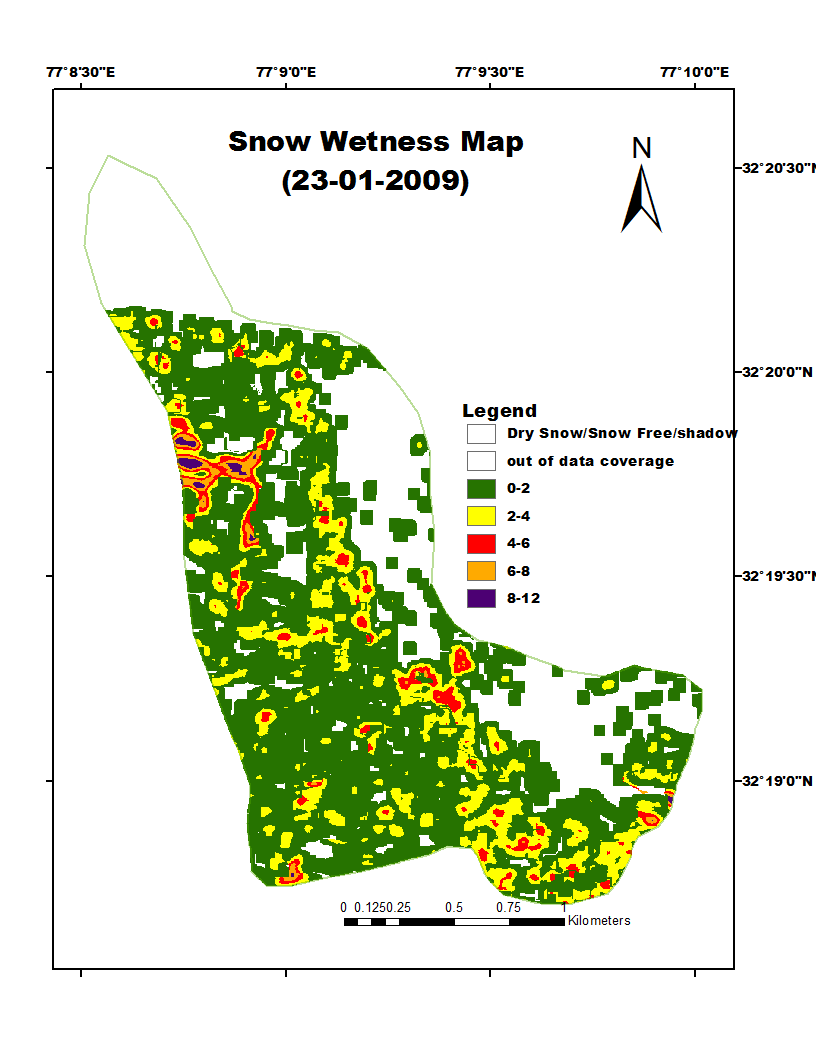 77°8'30"E 77°9'0"E 77°9'30"E 77°10'0"E
Snow Wetness Map
(23-01-2009)
N
32°20'30"N
32°20'0"N
Legend
Dry Snow/Snow Free/shadow
out of data coverage
0-2
2-4
4-6
6-8
8-12
32°19'30"N
32°19'0"N
0 0.1250.25 0.5 0.75 1
Kilometers